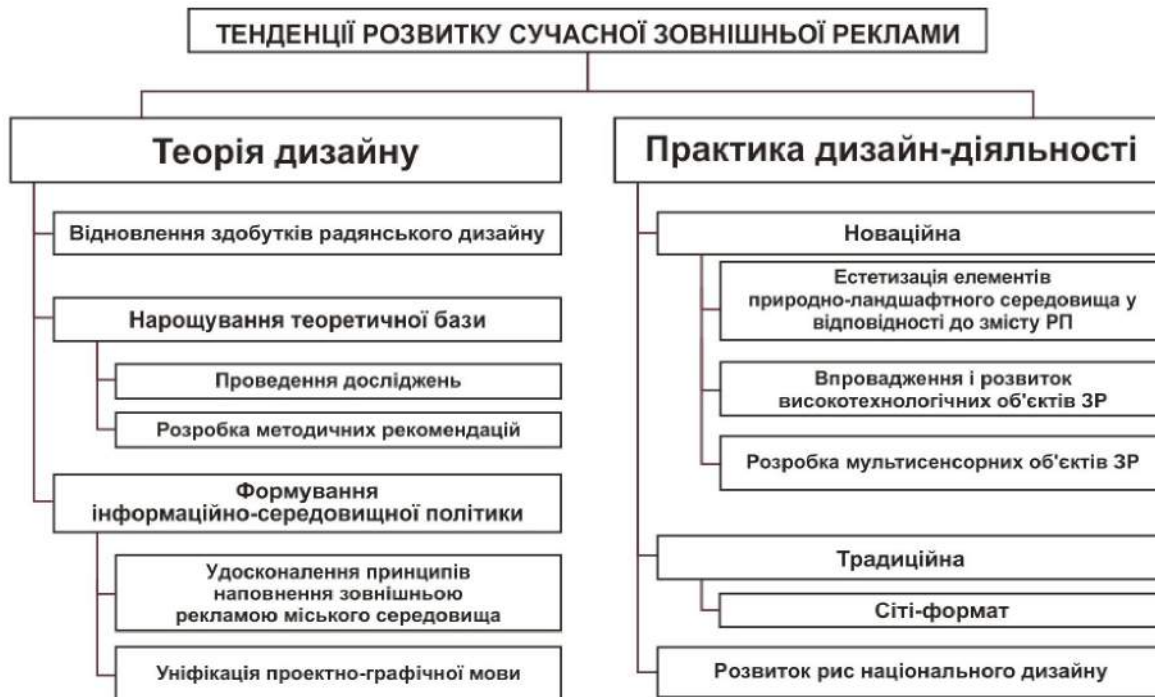 ТЕНДЕНЦІЇ РОЗВИТКУ СУЧАСНОЇ ЗОВНІШНЬОЇ РЕКЛАМИ
Теорія дизайну
Відновлення здобутків радянського дизайну
Нарощування теоретичної бази
Проведення досліджень
Розробка методичних рекомендацій
Формування
інформаційно-середовищної політики
Удосконалення принципів
наповнення зовнішньою
рекламою міського середовища
Уніфікація проектно-графічної мови
Практика дизайн-діяльності
Новаційна
Естетизація елементів
природно-ландшафтного середовища у
відповідності до змісту РП
Впровадження і розвиток
високотехнологічних об'єктів ЗР
Розробка мультисенсорних об'єктів ЗР
Традиційна
Сіті-формат
Розвиток рис національного дизайну